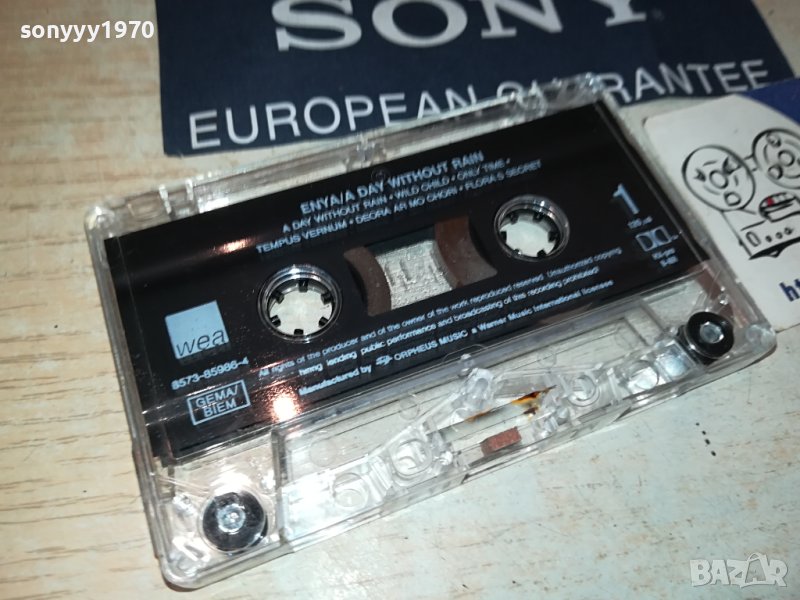 sonyyy1970
SONY
EUROPEAN GUARANTEE
ENYA/A DAY WITHOUT RAIN
A DAY WITHOUT RAIN • WILD CHILD • ONLY TIME •
TEMPUS VERNUM • DEORA AR MO CHORI • FLORA'S SECRET
1
wea
8573-85986-4
GEMA/
BIEM
All rights of the producer and of the owner of the work reproduced reserved. Unauthorized copying
hiring lending public performance and broadcasting of this recording prohibited!
Manufactured by ORPHEUS MUSIC a Warner Music International licensee
BAZAR